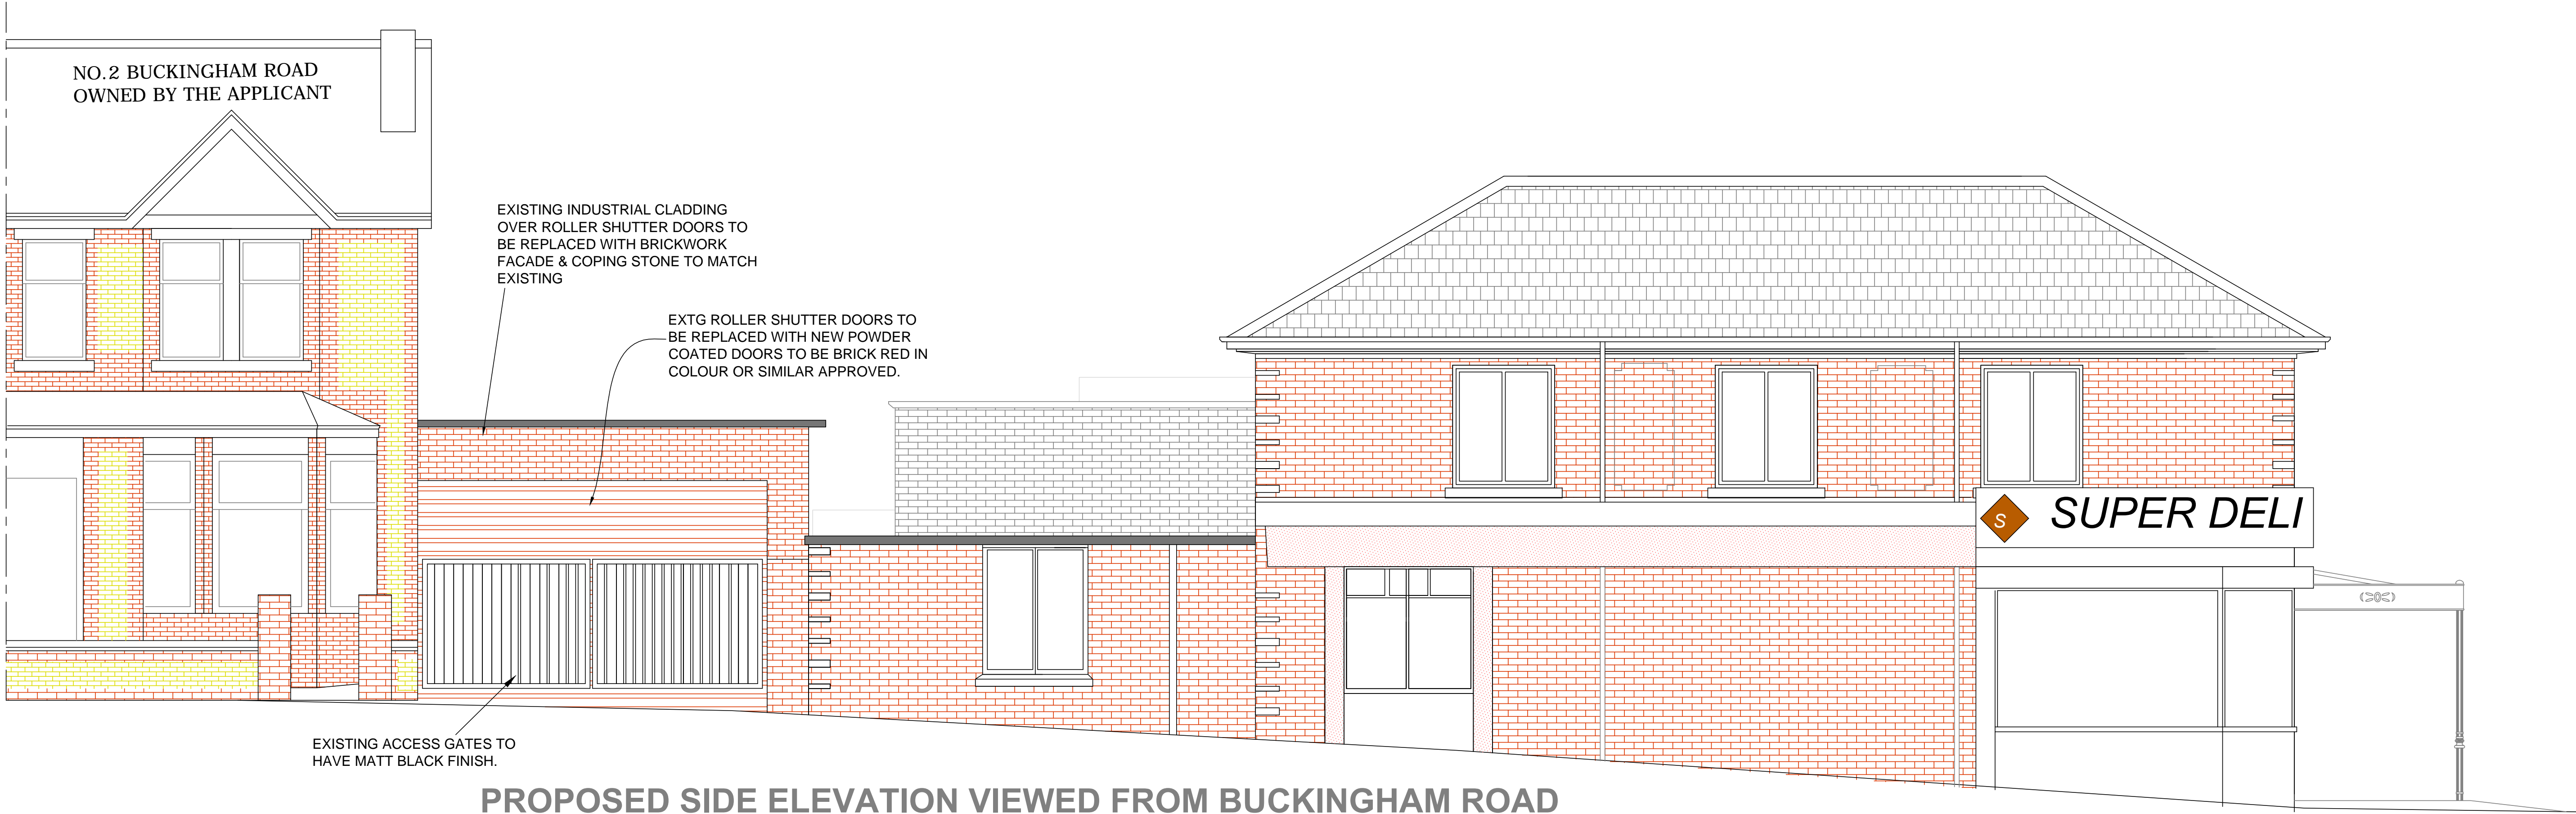 NO.2 BUCKINGHAM ROAD
OWNED BY THE APPLICANT
EXISTING INDUSTRIAL CLADDING
OVER ROLLER SHUTTER DOORS TO
BE REPLACED WITH BRICKWORK
FACADE & COPING STONE TO MATCH
EXISTING
EXTG ROLLER SHUTTER DOORS TO
BE REPLACED WITH NEW POWDER
COATED DOORS TO BE BRICK RED IN
COLOUR OR SIMILAR APPROVED.
S SUPER DELI
EXISTING ACCESS GATES TO
HAVE MATT BLACK FINISH.
PROPOSED SIDE ELEVATION VIEWED FROM BUCKINGHAM ROAD